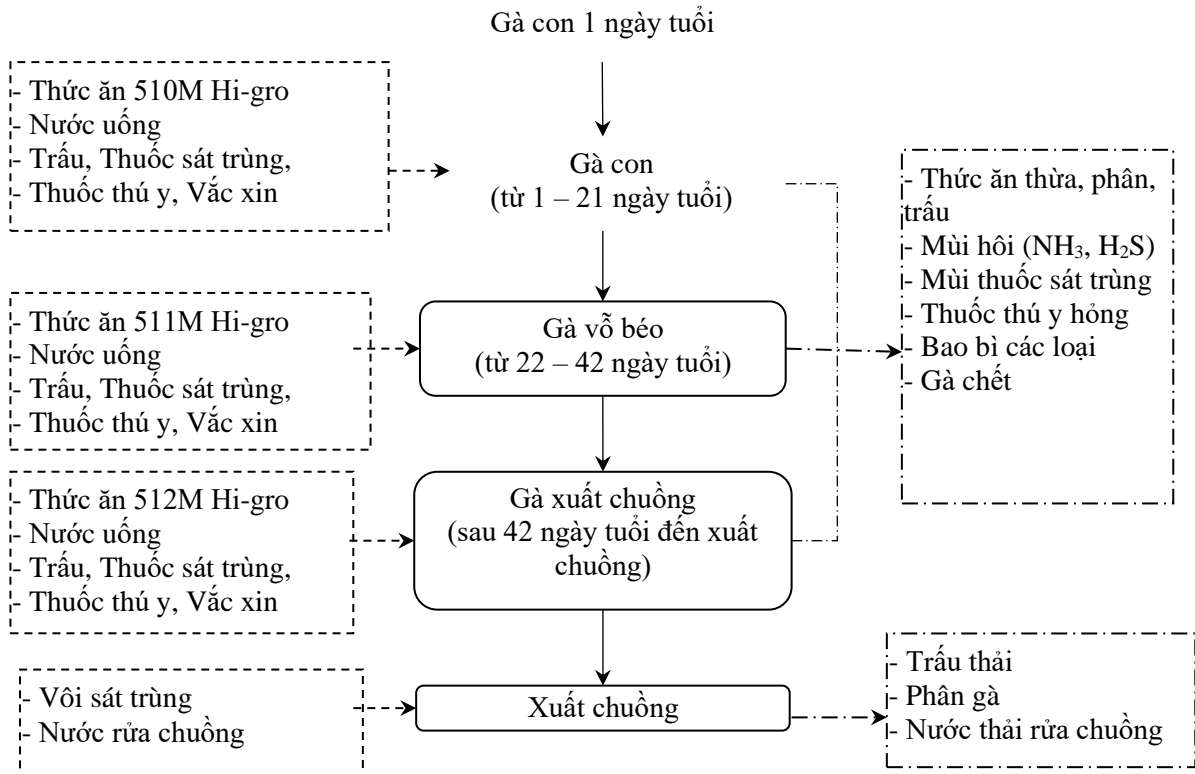 Gà con 1 ngày tuổi
- Thức ăn 510M Hi-gro
- Nước uống
- Trấu, Thuốc sát trùng,
- Thuốc thú y, Vắc xin
Gà con
(từ 1 – 21 ngày tuổi)
- Thức ăn thừa, phân,
trấu
- Mùi hôi (NH₃, H₂S)
- Mùi thuốc sát trùng
- Thuốc thú y hỏng
- Bao bì các loại
- Gà chết
- Thức ăn 511M Hi-gro
- Nước uống
- Trấu, Thuốc sát trùng,
- Thuốc thú y, Vắc xin
Gà vỗ béo
(từ 22 – 42 ngày tuổi)
- Thức ăn 512M Hi-gro
- Nước uống
- Trấu, Thuốc sát trùng,
- Thuốc thú y, Vắc xin
Gà xuất chuồng
(sau 42 ngày tuổi đến xuất
chuồng)
- Vôi sát trùng
- Nước rửa chuồng
Xuất chuồng
- Trấu thải
- Phân gà
- Nước thải rửa chuồng